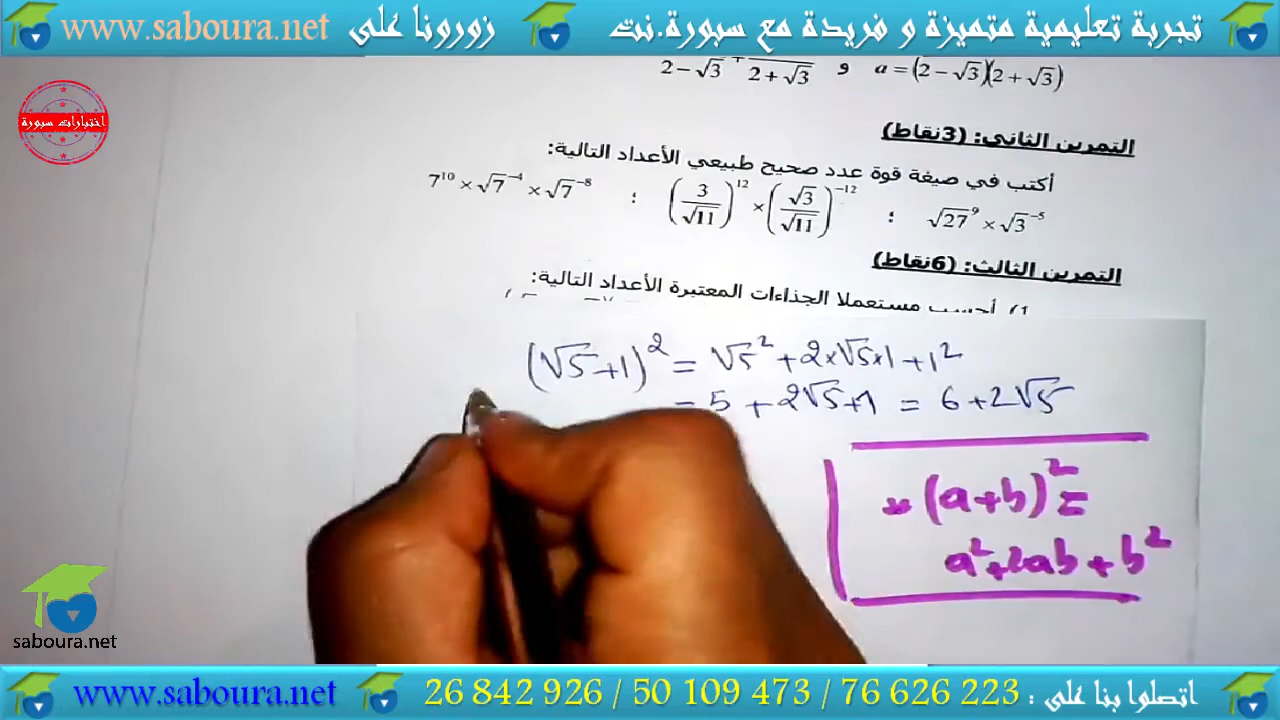 تجربة تعليمية متميزة و فريدة مع سبورة.نت زورونا على www.saboura.net
اختبارات سبورة
2 − √3 + 2 + √3 و a = (2 − √3)(2 + √3)
التمرين الثاني: (3نقاط)
أكتب في صيغة قوة عدد صحيح طبيعي الأعداد التالية:
√27⁹ × √3⁻⁵ ؛ (3/√11)¹² × (√3/√11)⁻¹² ؛ 7¹⁰ × √7⁻⁴ × √7⁻⁸
التمرين الثالث: (6نقاط)
1) أحسب مستعملا الجذاءات المعتبرة الأعداد التالية:
(√5+1)² = √5² + 2×√5×1 + 1²
= 5 + 2√5 + 1 = 6 + 2√5
* (a+b)² =
a² + 2ab + b²
saboura.net
اتصلوا بنا على : 26 842 926 / 50 109 473 / 76 626 223 www.saboura.net